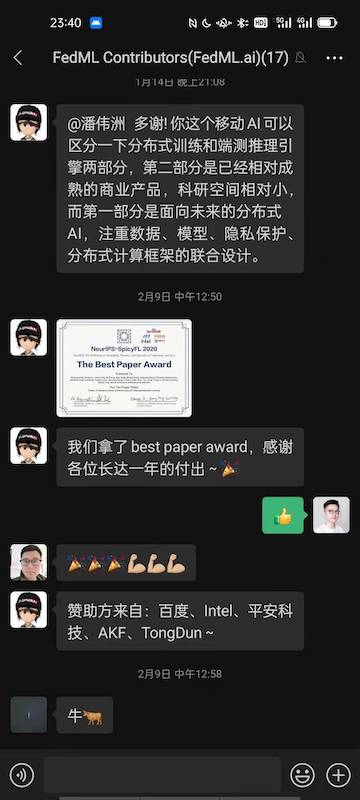 23:40
HD
5G
4G
FedML Contributors(FedML.ai)(17)
1月14日 晚上21:08
@潘伟洲 多谢! 你这个移动 AI 可以
区分一下分布式训练和端测推理引
擎两部分，第二部分是已经相对成
熟的商业产品，科研空间相对小，
而第一部分是面向未来的分布式
AI，注重数据、模型、隐私保护、
分布式计算框架的联合设计。
2月9日 中午12:50
NeurIPS-SpicyFL 2020
The Best Paper Award
我们拿了 best paper award，感谢
各位长达一年的付出 ~ 🎉
👍
🎉🎉🎉💪💪💪
赞助方来自：百度、Intel、平安科
技、AKF、TongDun ~
2月9日 中午12:58
牛🐂